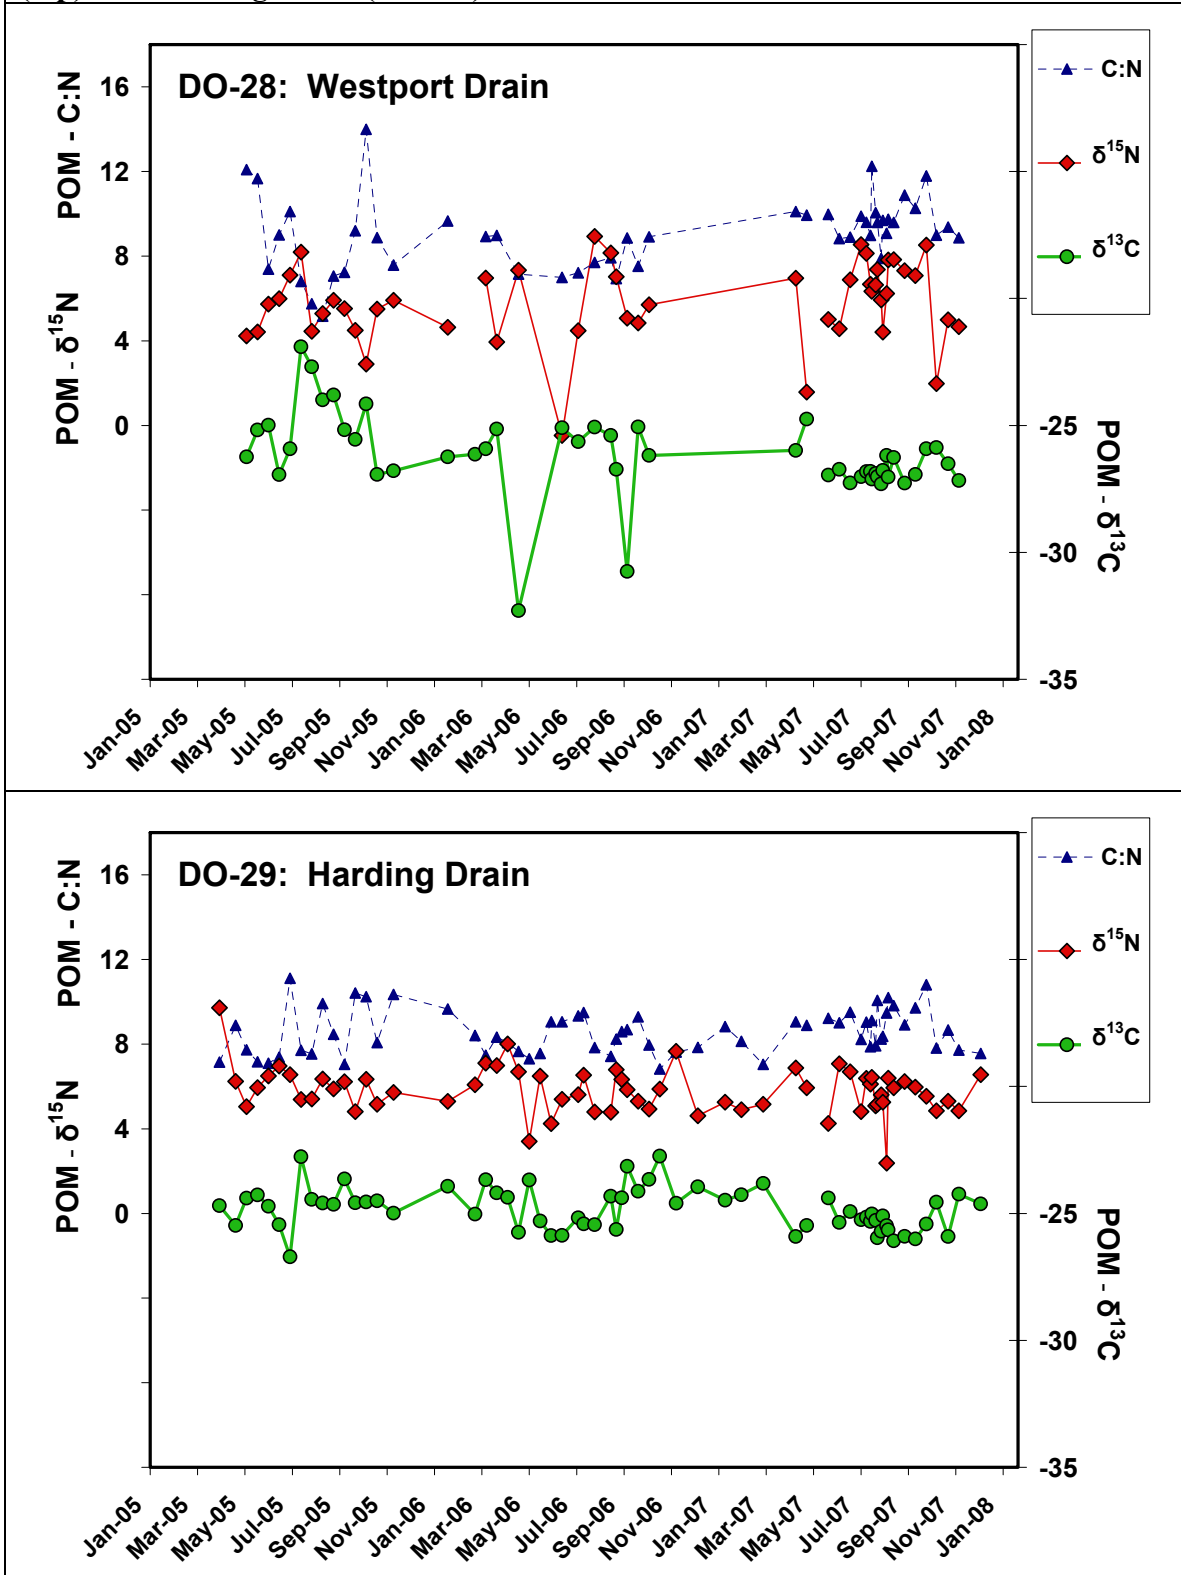 DO-28: Westport Drain
POM - C:N
POM - δ15N
16
12
8
4
0
-25
-30
-35
POM - δ13C
C:N
δ15N
δ13C
Jan-05
Mar-05
May-05
Jul-05
Sep-05
Nov-05
Jan-06
Mar-06
May-06
Jul-06
Sep-06
Nov-06
Jan-07
Mar-07
May-07
Jul-07
Sep-07
Nov-07
Jan-08
DO-29: Harding Drain
POM - C:N
POM - δ15N
16
12
8
4
0
-25
-30
-35
POM - δ13C
C:N
δ15N
δ13C
Jan-05
Mar-05
May-05
Jul-05
Sep-05
Nov-05
Jan-06
Mar-06
May-06
Jul-06
Sep-06
Nov-06
Jan-07
Mar-07
May-07
Jul-07
Sep-07
Nov-07
Jan-08